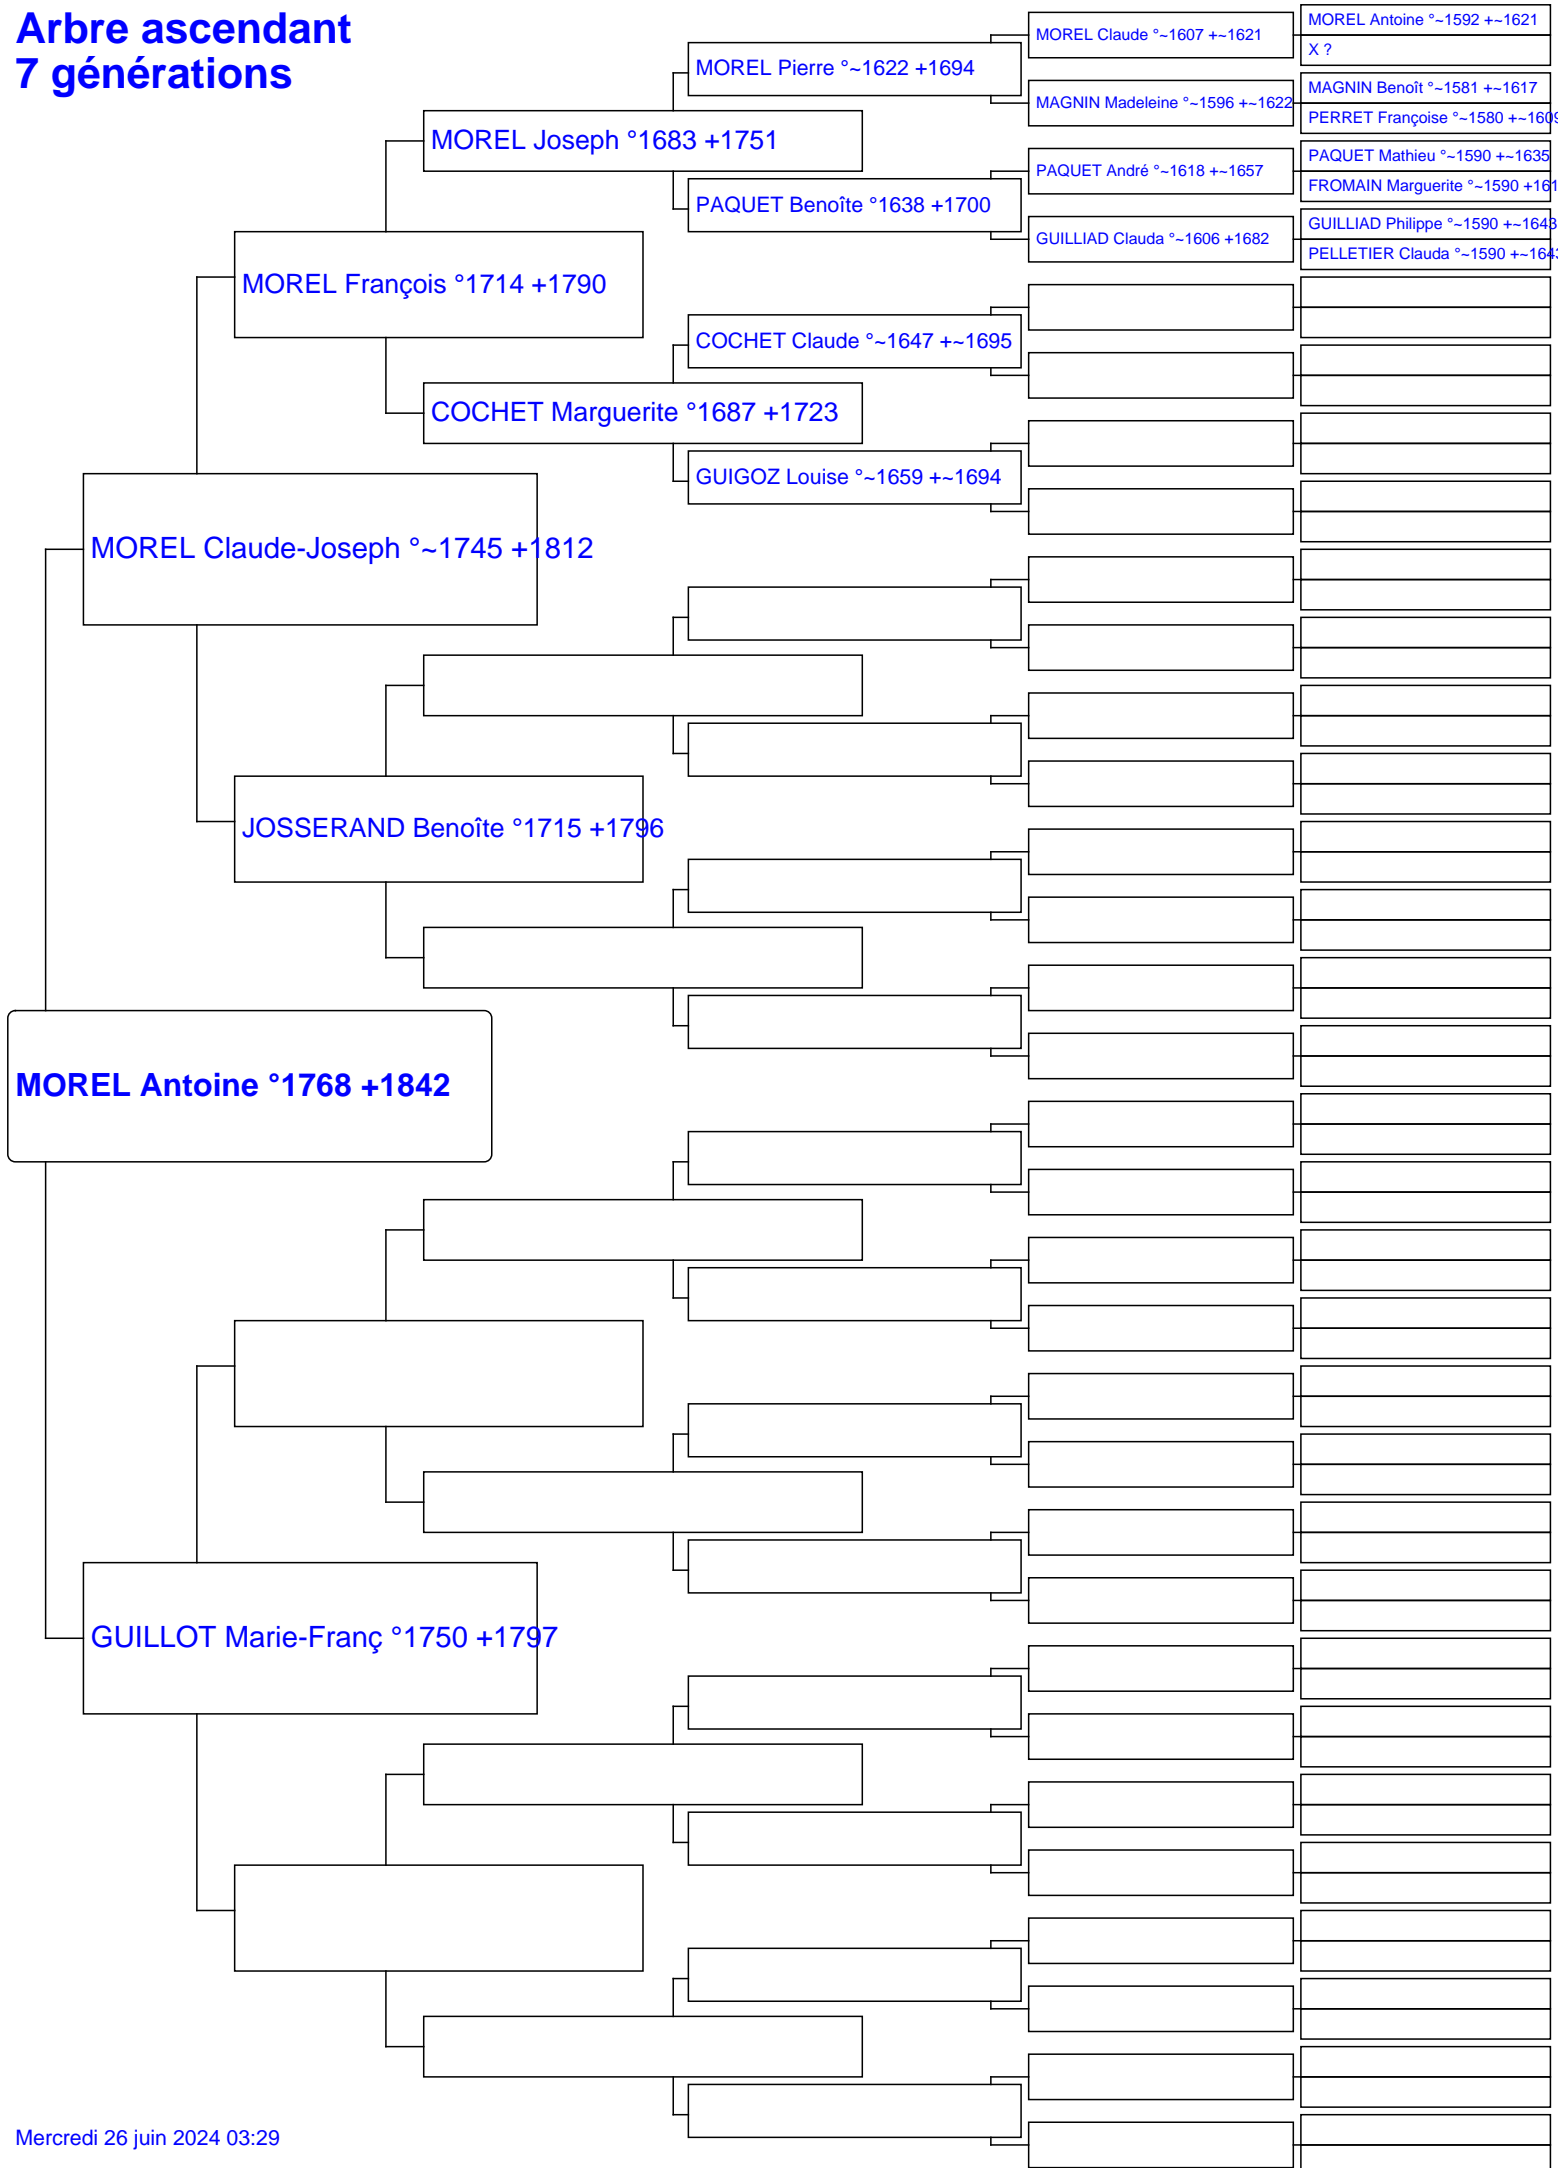 Arbre ascendant
7 générations
MOREL Antoine °~1592 +~1621
MOREL Claude °~1607 +~1621
X ?
MOREL Pierre °~1622 +1694
MAGNIN Benoît °~1581 +~1617
MAGNIN Madeleine °~1596 +~1622
PERRET Françoise °~1580 +~1609
MOREL Joseph °1683 +1751
PAQUET Mathieu °~1590 +~1635
PAQUET André °~1618 +~1657
FROMAIN Marguerite °~1590 +161
PAQUET Benoîte °1638 +1700
GUILLIAD Philippe °~1590 +~1643
GUILLIAD Clauda °~1606 +1682
PELLETIER Clauda °~1590 +~1643
MOREL François °1714 +1790
COCHET Claude °~1647 +~1695
COCHET Marguerite °1687 +1723
GUIGOZ Louise °~1659 +~1694
MOREL Claude-Joseph °~1745 +1812
JOSSERAND Benoîte °1715 +1796
MOREL Antoine °1768 +1842
GUILLOT Marie-Franç °1750 +1797
Mercredi 26 juin 2024 03:29